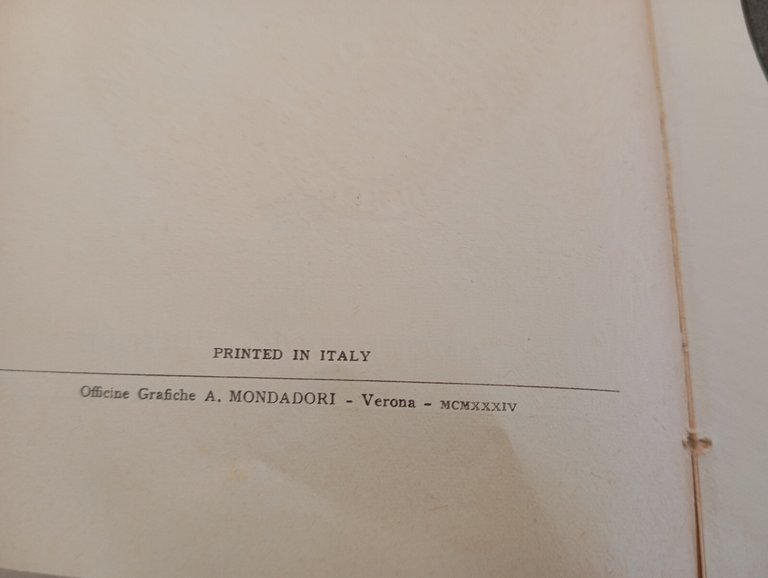 PRINTED IN ITALY
Officine Grafiche A. MONDADORI - Verona - MCMXXXIV